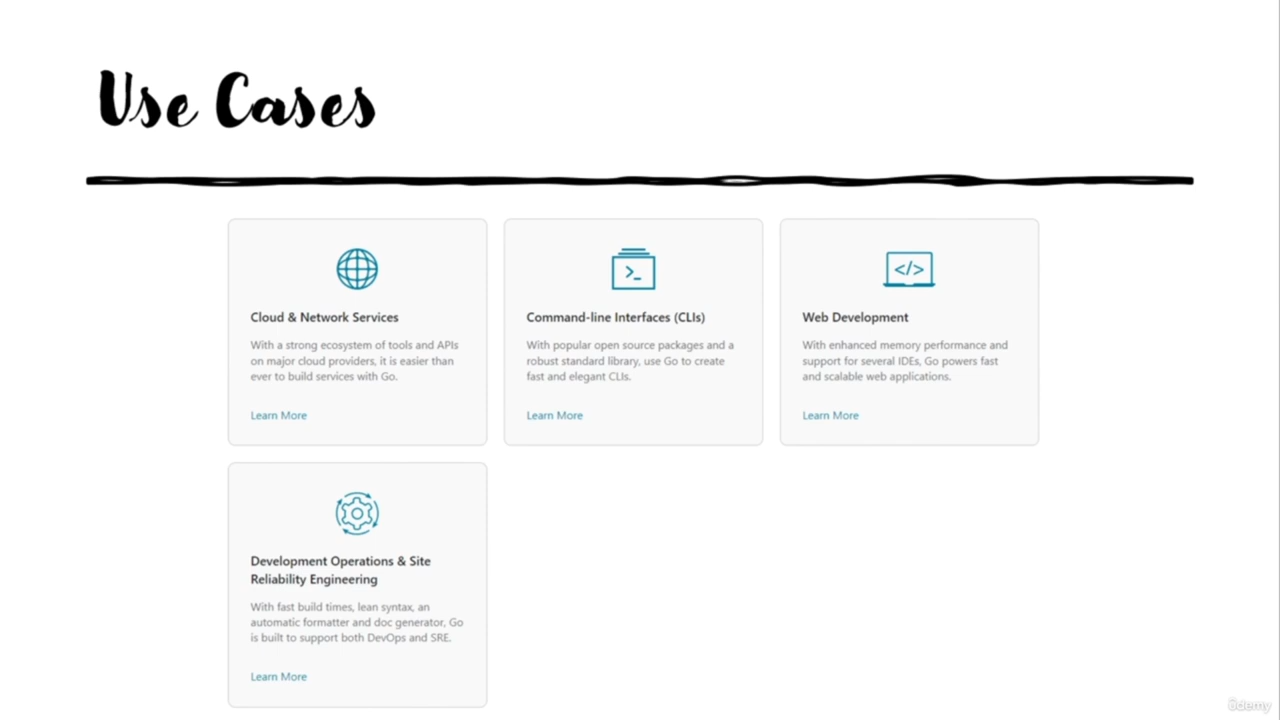 Use Cases
Cloud & Network Services
With a strong ecosystem of tools and APIs
on major cloud providers, it is easier than
ever to build services with Go.
Learn More
>_
Command-line Interfaces (CLIs)
With popular open source packages and a
robust standard library, use Go to create
fast and elegant CLIs.
Learn More
</>
Web Development
With enhanced memory performance and
support for several IDEs, Go powers fast
and scalable web applications.
Learn More
Development Operations & Site
Reliability Engineering
With fast build times, lean syntax, an
automatic formatter and doc generator, Go
is built to support both DevOps and SRE.
Learn More
ûdemy